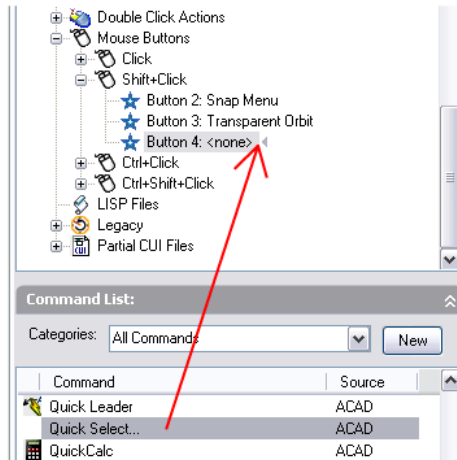 Double Click Actions
Mouse Buttons
Click
Shift+Click
Button 2: Snap Menu
Button 3: Transparent Orbit
Button 4: <none>
Ctrl+Click
Ctrl+Shift+Click
LISP Files
Legacy
CUI
Partial CUI Files
Command List:
Categories: All Commands New
Command Source
Quick Leader ACAD
Quick Select... ACAD
QuickCalc ACAD